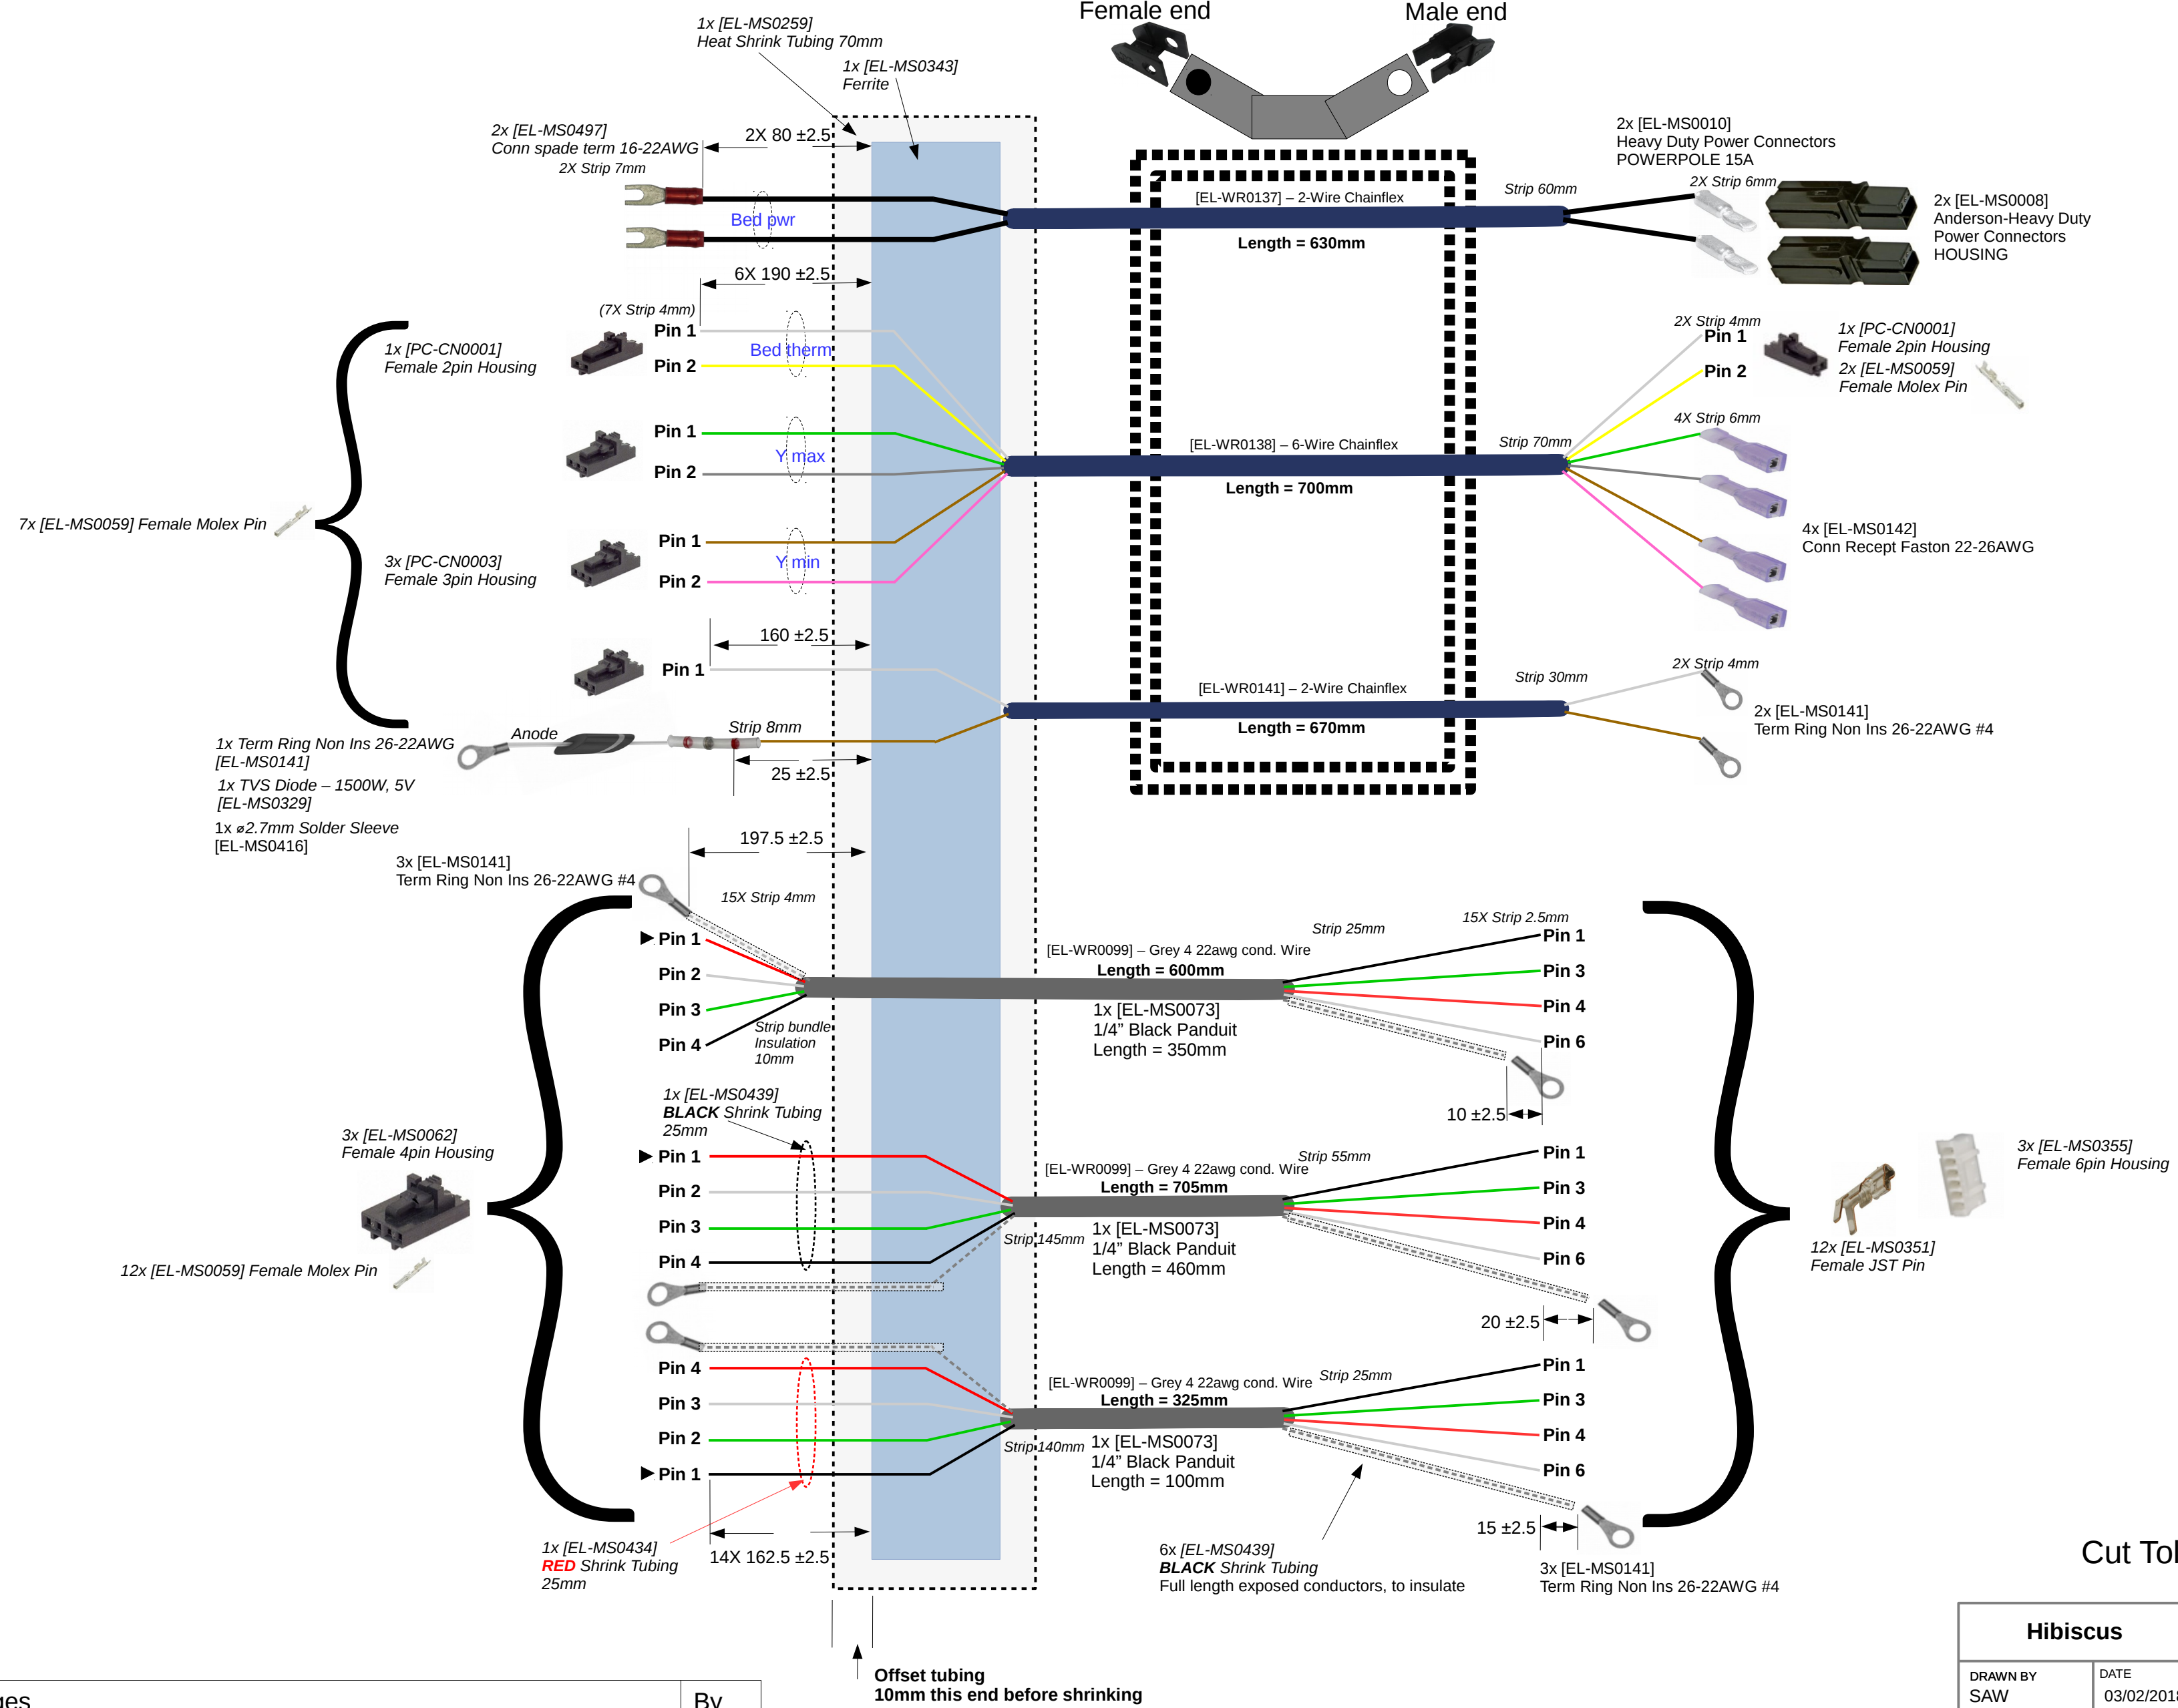 Female end
Male end
1x [EL-MS0259]
Heat Shrink Tubing 70mm
1x [EL-MS0343]
Ferrite
2x [EL-MS0497]
Conn spade term 16-22AWG
2X Strip 7mm
2X 80 ±2.5
Bed pwr
[EL-WR0137] – 2-Wire Chainflex
Length = 630mm
Strip 60mm
2x [EL-MS0010]
Heavy Duty Power Connectors
POWERPOLE 15A
2X Strip 6mm
2x [EL-MS0008]
Anderson-Heavy Duty
Power Connectors
HOUSING
6X 190 ±2.5
(7X Strip 4mm)
Pin 1
Bed therm
Pin 2
1x [PC-CN0001]
Female 2pin Housing
Pin 1
Y max
Pin 2
7x [EL-MS0059] Female Molex Pin
3x [PC-CN0003]
Female 3pin Housing
Pin 1
Y min
Pin 2
[EL-WR0138] – 6-Wire Chainflex
Length = 700mm
Strip 70mm
2X Strip 4mm
Pin 1
Pin 2
1x [PC-CN0001]
Female 2pin Housing
2x [EL-MS0059]
Female Molex Pin
4X Strip 6mm
4x [EL-MS0142]
Conn Recept Faston 22-26AWG
160 ±2.5
Pin 1
[EL-WR0141] – 2-Wire Chainflex
Length = 670mm
Strip 30mm
2X Strip 4mm
2x [EL-MS0141]
Term Ring Non Ins 26-22AWG #4
Anode
Strip 8mm
25 ±2.5
1x Term Ring Non Ins 26-22AWG
[EL-MS0141]
1x TVS Diode – 1500W, 5V
[EL-MS0329]
1x ⌀2.7mm Solder Sleeve
[EL-MS0416]
197.5 ±2.5
3x [EL-MS0141]
Term Ring Non Ins 26-22AWG #4
15X Strip 4mm
Pin 1
Pin 2
Pin 3
Pin 4
Strip bundle
Insulation
10mm
[EL-WR0099] – Grey 4 22awg cond. Wire
Length = 600mm
1x [EL-MS0073]
1/4” Black Panduit
Length = 350mm
Strip 25mm
15X Strip 2.5mm
Pin 1
Pin 3
Pin 4
Pin 6
10 ±2.5
1x [EL-MS0439]
BLACK Shrink Tubing
25mm
3x [EL-MS0062]
Female 4pin Housing
12x [EL-MS0059] Female Molex Pin
Pin 1
Pin 2
Pin 3
Pin 4
[EL-WR0099] – Grey 4 22awg cond. Wire
Length = 705mm
Strip 145mm
1x [EL-MS0073]
1/4” Black Panduit
Length = 460mm
Strip 55mm
Pin 1
Pin 3
Pin 4
Pin 6
20 ±2.5
3x [EL-MS0355]
Female 6pin Housing
12x [EL-MS0351]
Female JST Pin
Pin 4
Pin 3
Pin 2
Pin 1
[EL-WR0099] – Grey 4 22awg cond. Wire
Length = 325mm
Strip 140mm
1x [EL-MS0073]
1/4” Black Panduit
Length = 100mm
Strip 25mm
Pin 1
Pin 3
Pin 4
Pin 6
15 ±2.5
1x [EL-MS0434]
RED Shrink Tubing
25mm
14X 162.5 ±2.5
6x [EL-MS0439]
BLACK Shrink Tubing
Full length exposed conductors, to insulate
3x [EL-MS0141]
Term Ring Non Ins 26-22AWG #4
Offset tubing
10mm this end before shrinking
Cut Tol
Hibiscus
DRAWN BY
SAW
DATE
03/02/2018
ges
By